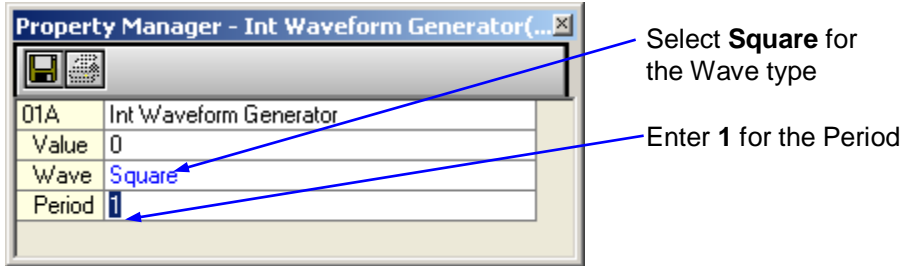 Property Manager - Int Waveform Generator(...
Select Square for
the Wave type
01A Int Waveform Generator
Value 0
Enter 1 for the Period
Wave Square
Period 1